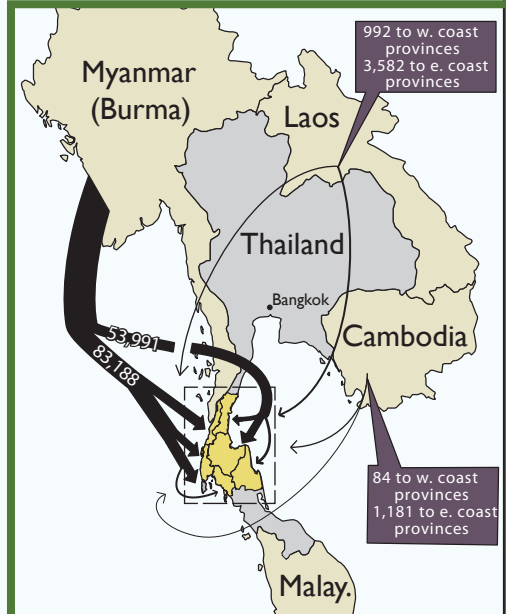 992 to w. coast
provinces
3,582 to e. coast
provinces
Myanmar
(Burma)
Laos
Thailand
Bangkok
53,991
Cambodia
83,188
84 to w. coast
provinces
1,181 to e. coast
provinces
Malay.